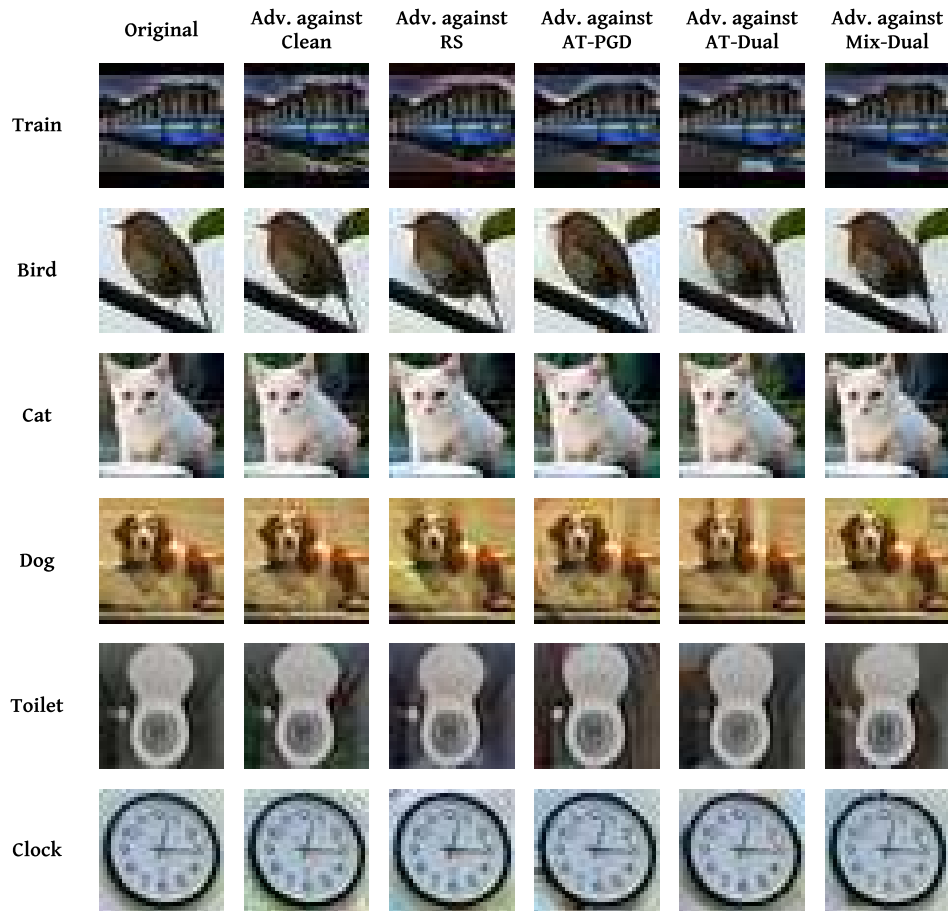 Original
Adv. against
Clean
Adv. against
RS
Adv. against
AT-PGD
Adv. against
AT-Dual
Adv. against
Mix-Dual
Train
Bird
Cat
Dog
Toilet
Clock